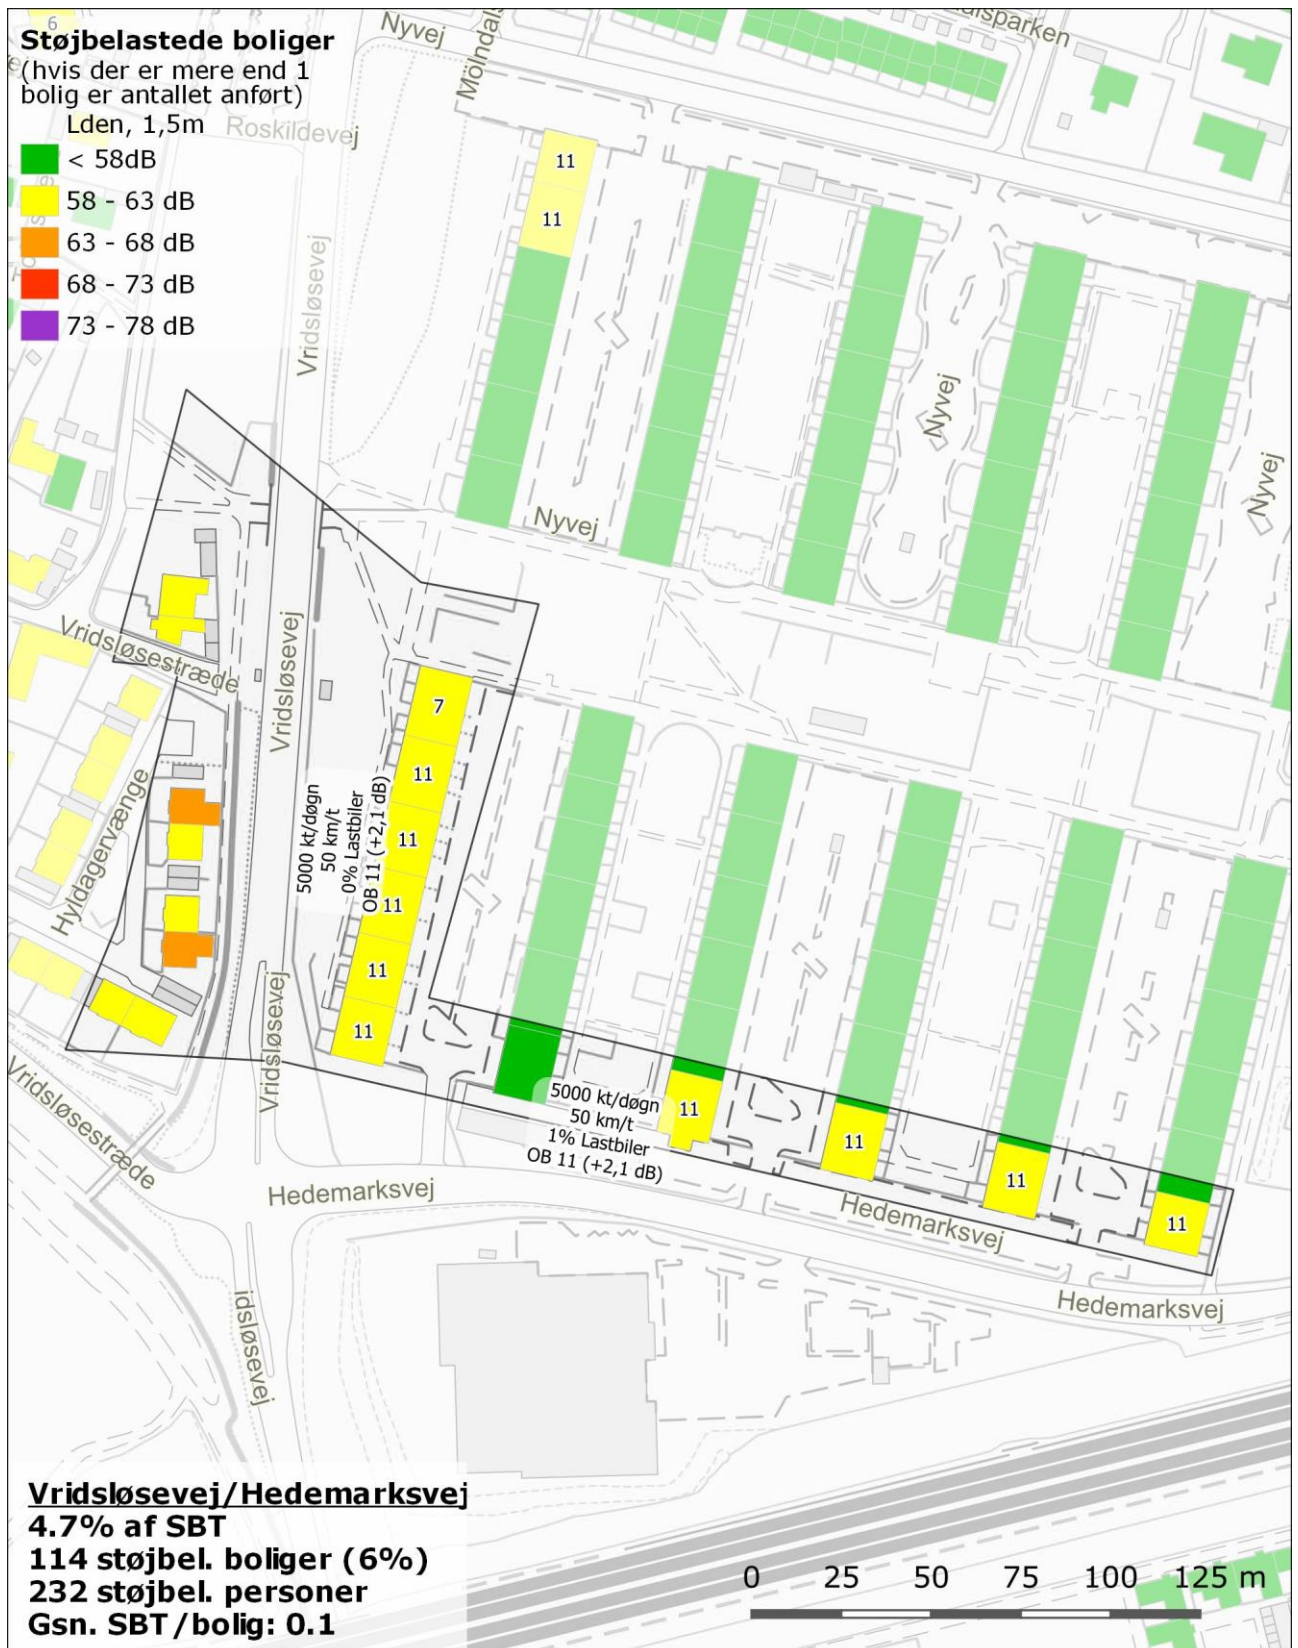 6
Støjbelastede boliger
(hvis der er mere end 1
bolig er antallet anført)
Lden, 1,5m
< 58dB
58 - 63 dB
63 - 68 dB
68 - 73 dB
73 - 78 dB
Nyvej
Mölndals
Roskildevej
11
11
Vridsløsevej
Nyvej
Nyvej
Nyvej
Vridsløsestræde
Vridsløsevej
7
11
11
11
11
11
5000 kt/døgn
50 km/t
0% Lastbiler
OB 11 (+2,1 dB)
Hyldagervænge
Vridsløsevej
Vridsløsestræde
5000 kt/døgn
50 km/t
1% Lastbiler
OB 11 (+2,1 dB)
11
11
11
11
Hedemarksvej
Hedemarksvej
Hedemarksvej
idsløsevej
Vridsløsevej/Hedemarksvej
4.7% af SBT
114 støjbel. boliger (6%)
232 støjbel. personer
Gsn. SBT/bolig: 0.1
0 25 50 75 100 125 m